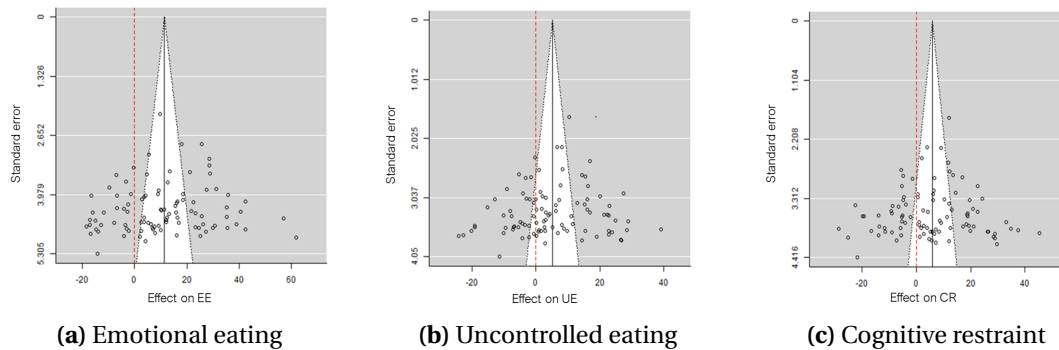 Standard error
0
1.326
2.652
3.979
5.305
-20 0 20 40 60
Effect on EE
(a) Emotional eating
Standard error
0
1.012
2.025
3.037
4.05
-20 0 20 40
Effect on UE
(b) Uncontrolled eating
Standard error
0
1.104
2.208
3.312
4.416
-20 0 20 40
Effect on CR
(c) Cognitive restraint